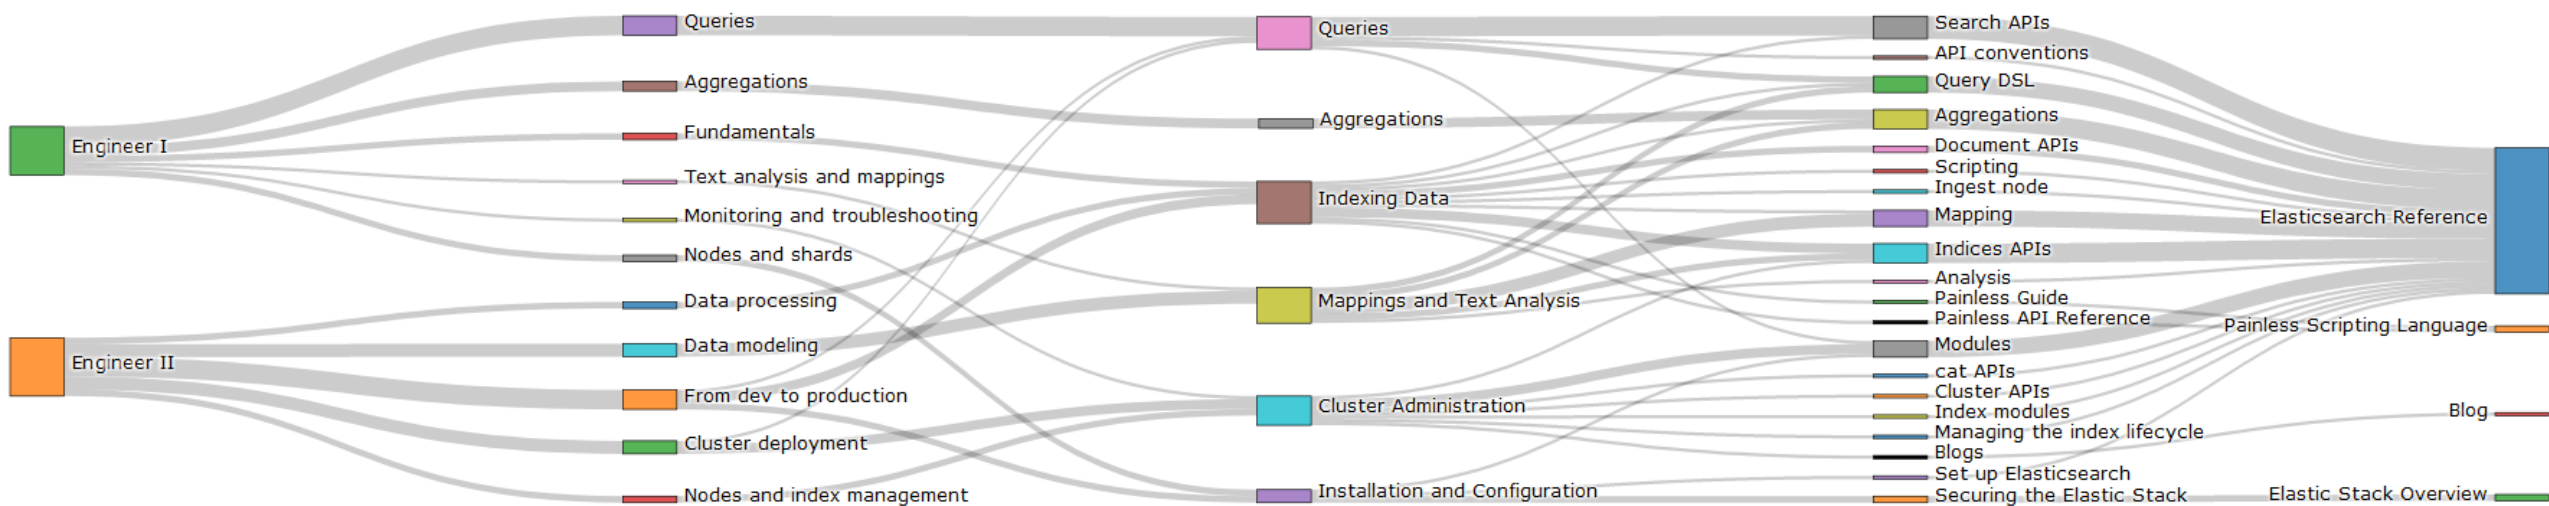 Engineer I
Engineer II
Queries
Aggregations
Fundamentals
Text analysis and mappings
Monitoring and troubleshooting
Nodes and shards
Data processing
Data modeling
From dev to production
Cluster deployment
Nodes and index management
Queries
Aggregations
Indexing Data
Mappings and Text Analysis
Cluster Administration
Installation and Configuration
Search APIs
API conventions
Query DSL
Aggregations
Document APIs
Scripting
Ingest node
Mapping
Indices APIs
Analysis
Painless Guide
Painless API Reference
Modules
cat APIs
Cluster APIs
Index modules
Managing the index lifecycle
Blogs
Set up Elasticsearch
Securing the Elastic Stack
Elasticsearch Reference
Painless Scripting Language
Blog
Elastic Stack Overview